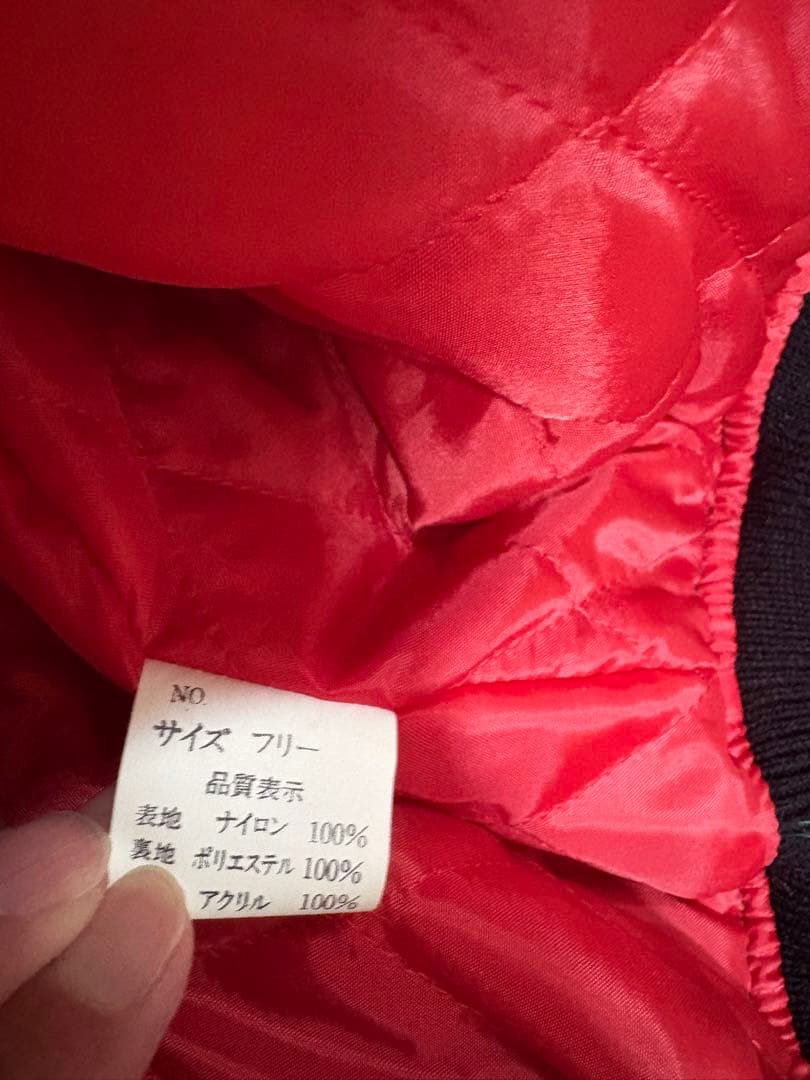 NO.
サイズ フリー
品質表示
表地 ナイロン 100%
裏地 ポリエステル 100%
アクリル 100%